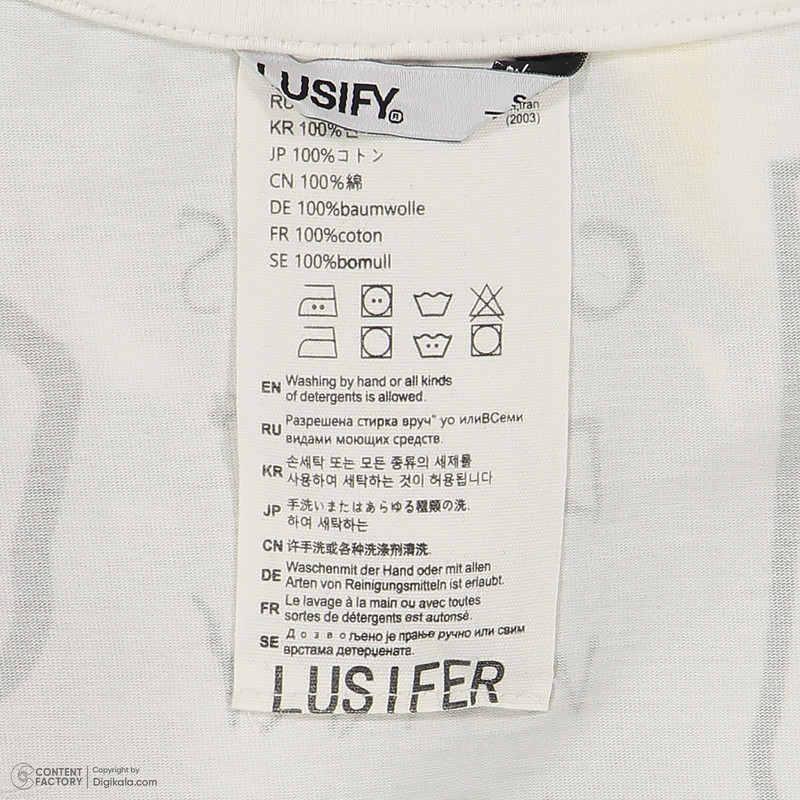 LUSIFY®
S
Iran
(2003)
RU
KR 100%면
JP 100%コトン
CN 100%綿
DE 100%baumwolle
FR 100%coton
SE 100%bomull
EN Washing by hand or all kinds
of detergents is allowed.
RU Разрешена стирка вруч" уо илиВСеми
видами моющих средств.
KR 손세탁 또는 모든 종류의 세제를
사용하여 세탁하는 것이 허용됩니다
JP 手洗いまたはあらゆる種類の洗.
하여 세탁하는
CN 许手洗或各种洗涤剂清洗.
DE Waschenmit der Hand oder mit allen
Arten von Reinigungsmitteln ist erlaubt.
FR Le lavage à la main ou avec toutes
sortes de détergents est autonsé.
SE Д о з в о љено је прање ручно или свим
врстама детерџената.
LUSIFER
CONTENT FACTORY
Copyright by
Digikala.com